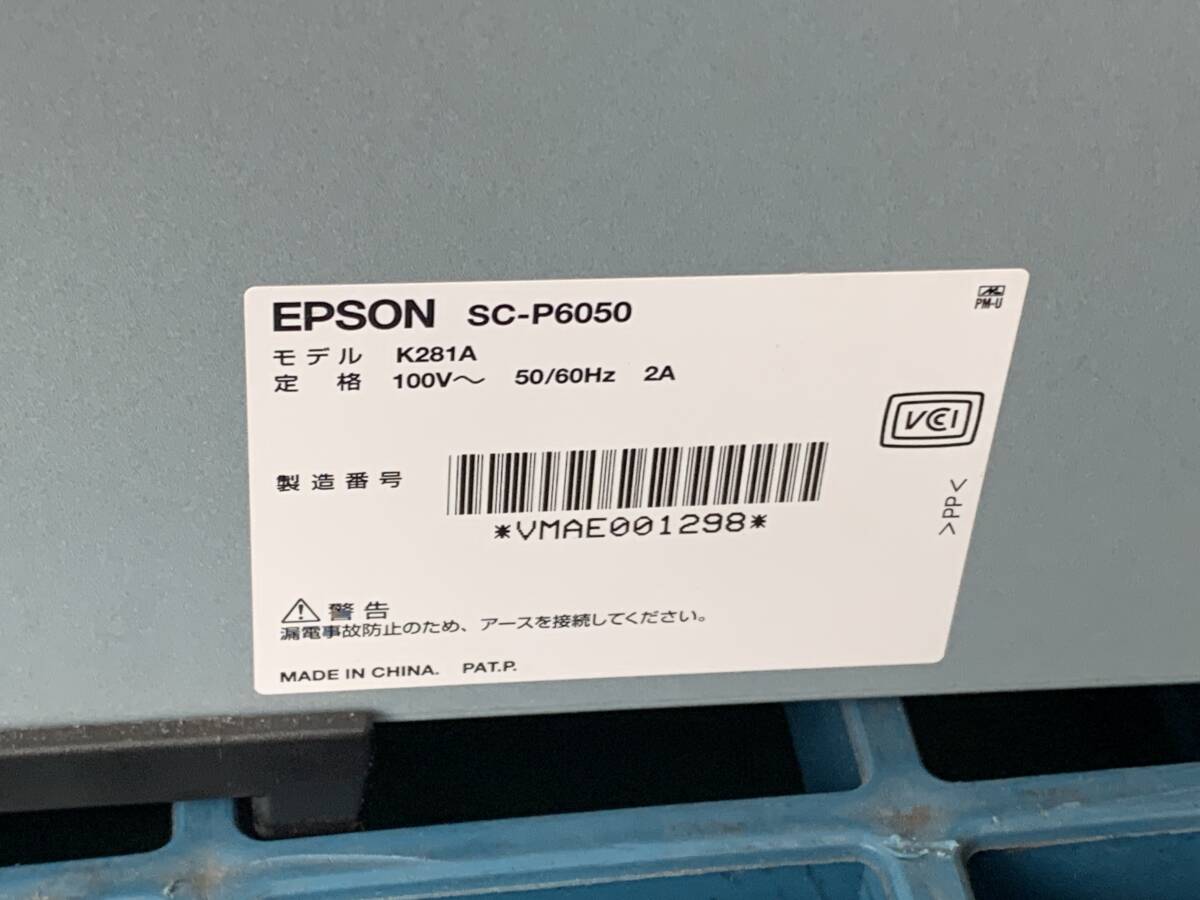 EPSON SC-P6050
PM-U
モデル K281A
定 格 100V～ 50/60Hz 2A
VCI
製造番号
*VMAE001298*
>PP<
警告
漏電事故防止のため、アースを接続してください。
MADE IN CHINA. PAT.P.